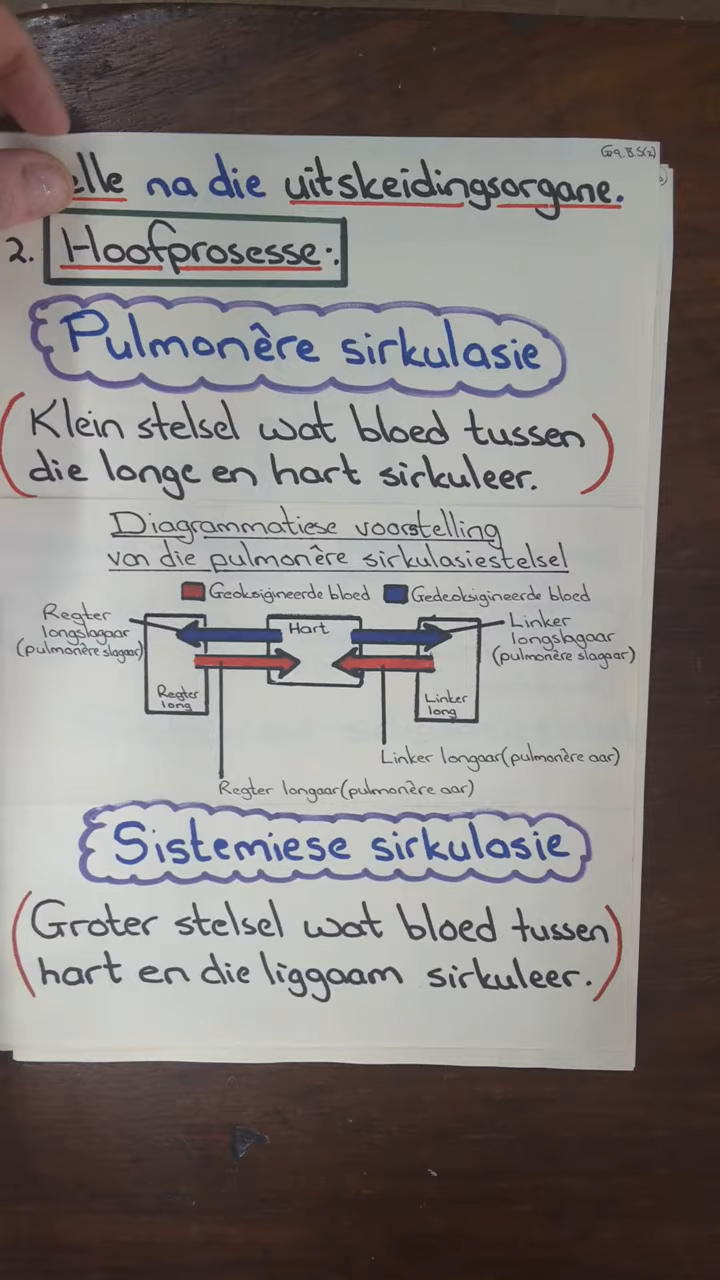 Gr9.B.S(2)
elle na die uitskeidingsorgane.
2. Hoofprosesse:.
Pulmonêre sirkulasie
(Klein stelsel wat bloed tussen
die longe en hart sirkuleer.)
Diagrammatiese voorstelling
van die pulmonêre sirkulasiestelsel
Geoksigineerde bloed Gedeoksigineerde bloed
Regter
longslagaar
(pulmonêre slagaar)
Hart
Linker
longslagaar
(pulmonêre slagaar)
Regter
long
Linker
long
Linker longaar(pulmonêre aar)
Regter longaar(pulmonêre aar)
Sistemiese sirkulasie
(Groter stelsel wat bloed tussen
hart en die liggaam sirkuleer.)